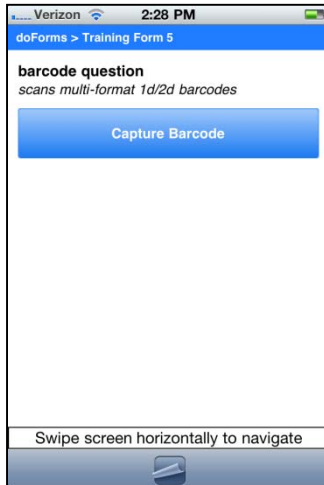 Verizon 2:28 PM
doForms > Training Form 5
barcode question
scans multi-format 1d/2d barcodes
Capture Barcode
Swipe screen horizontally to navigate